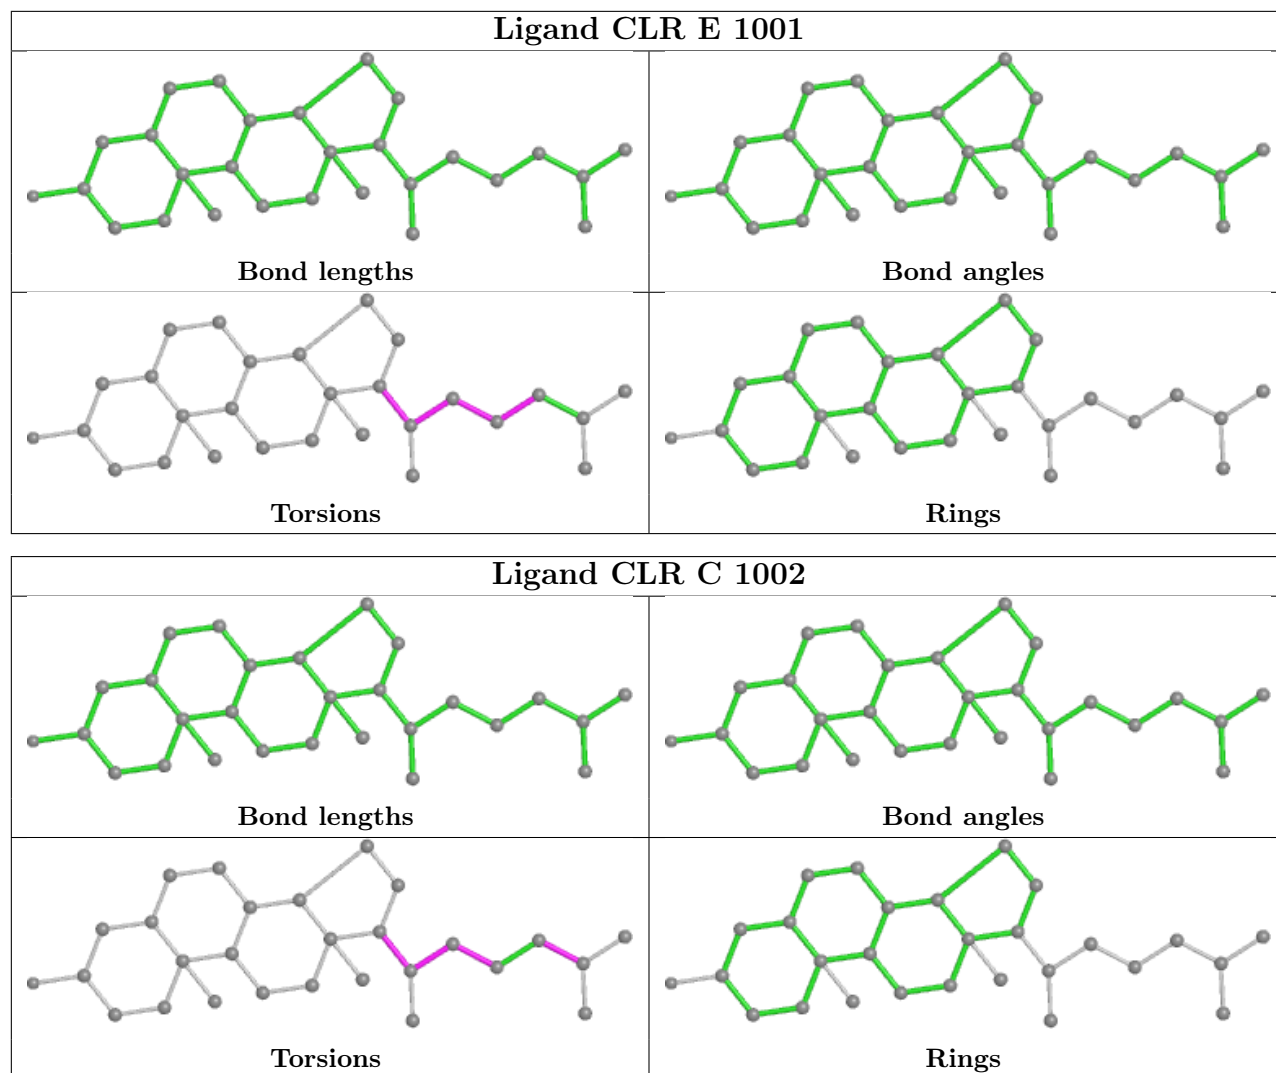 Ligand CLR E 1001
Bond lengths
Bond angles
Torsions
Rings
Ligand CLR C 1002
Bond lengths
Bond angles
Torsions
Rings